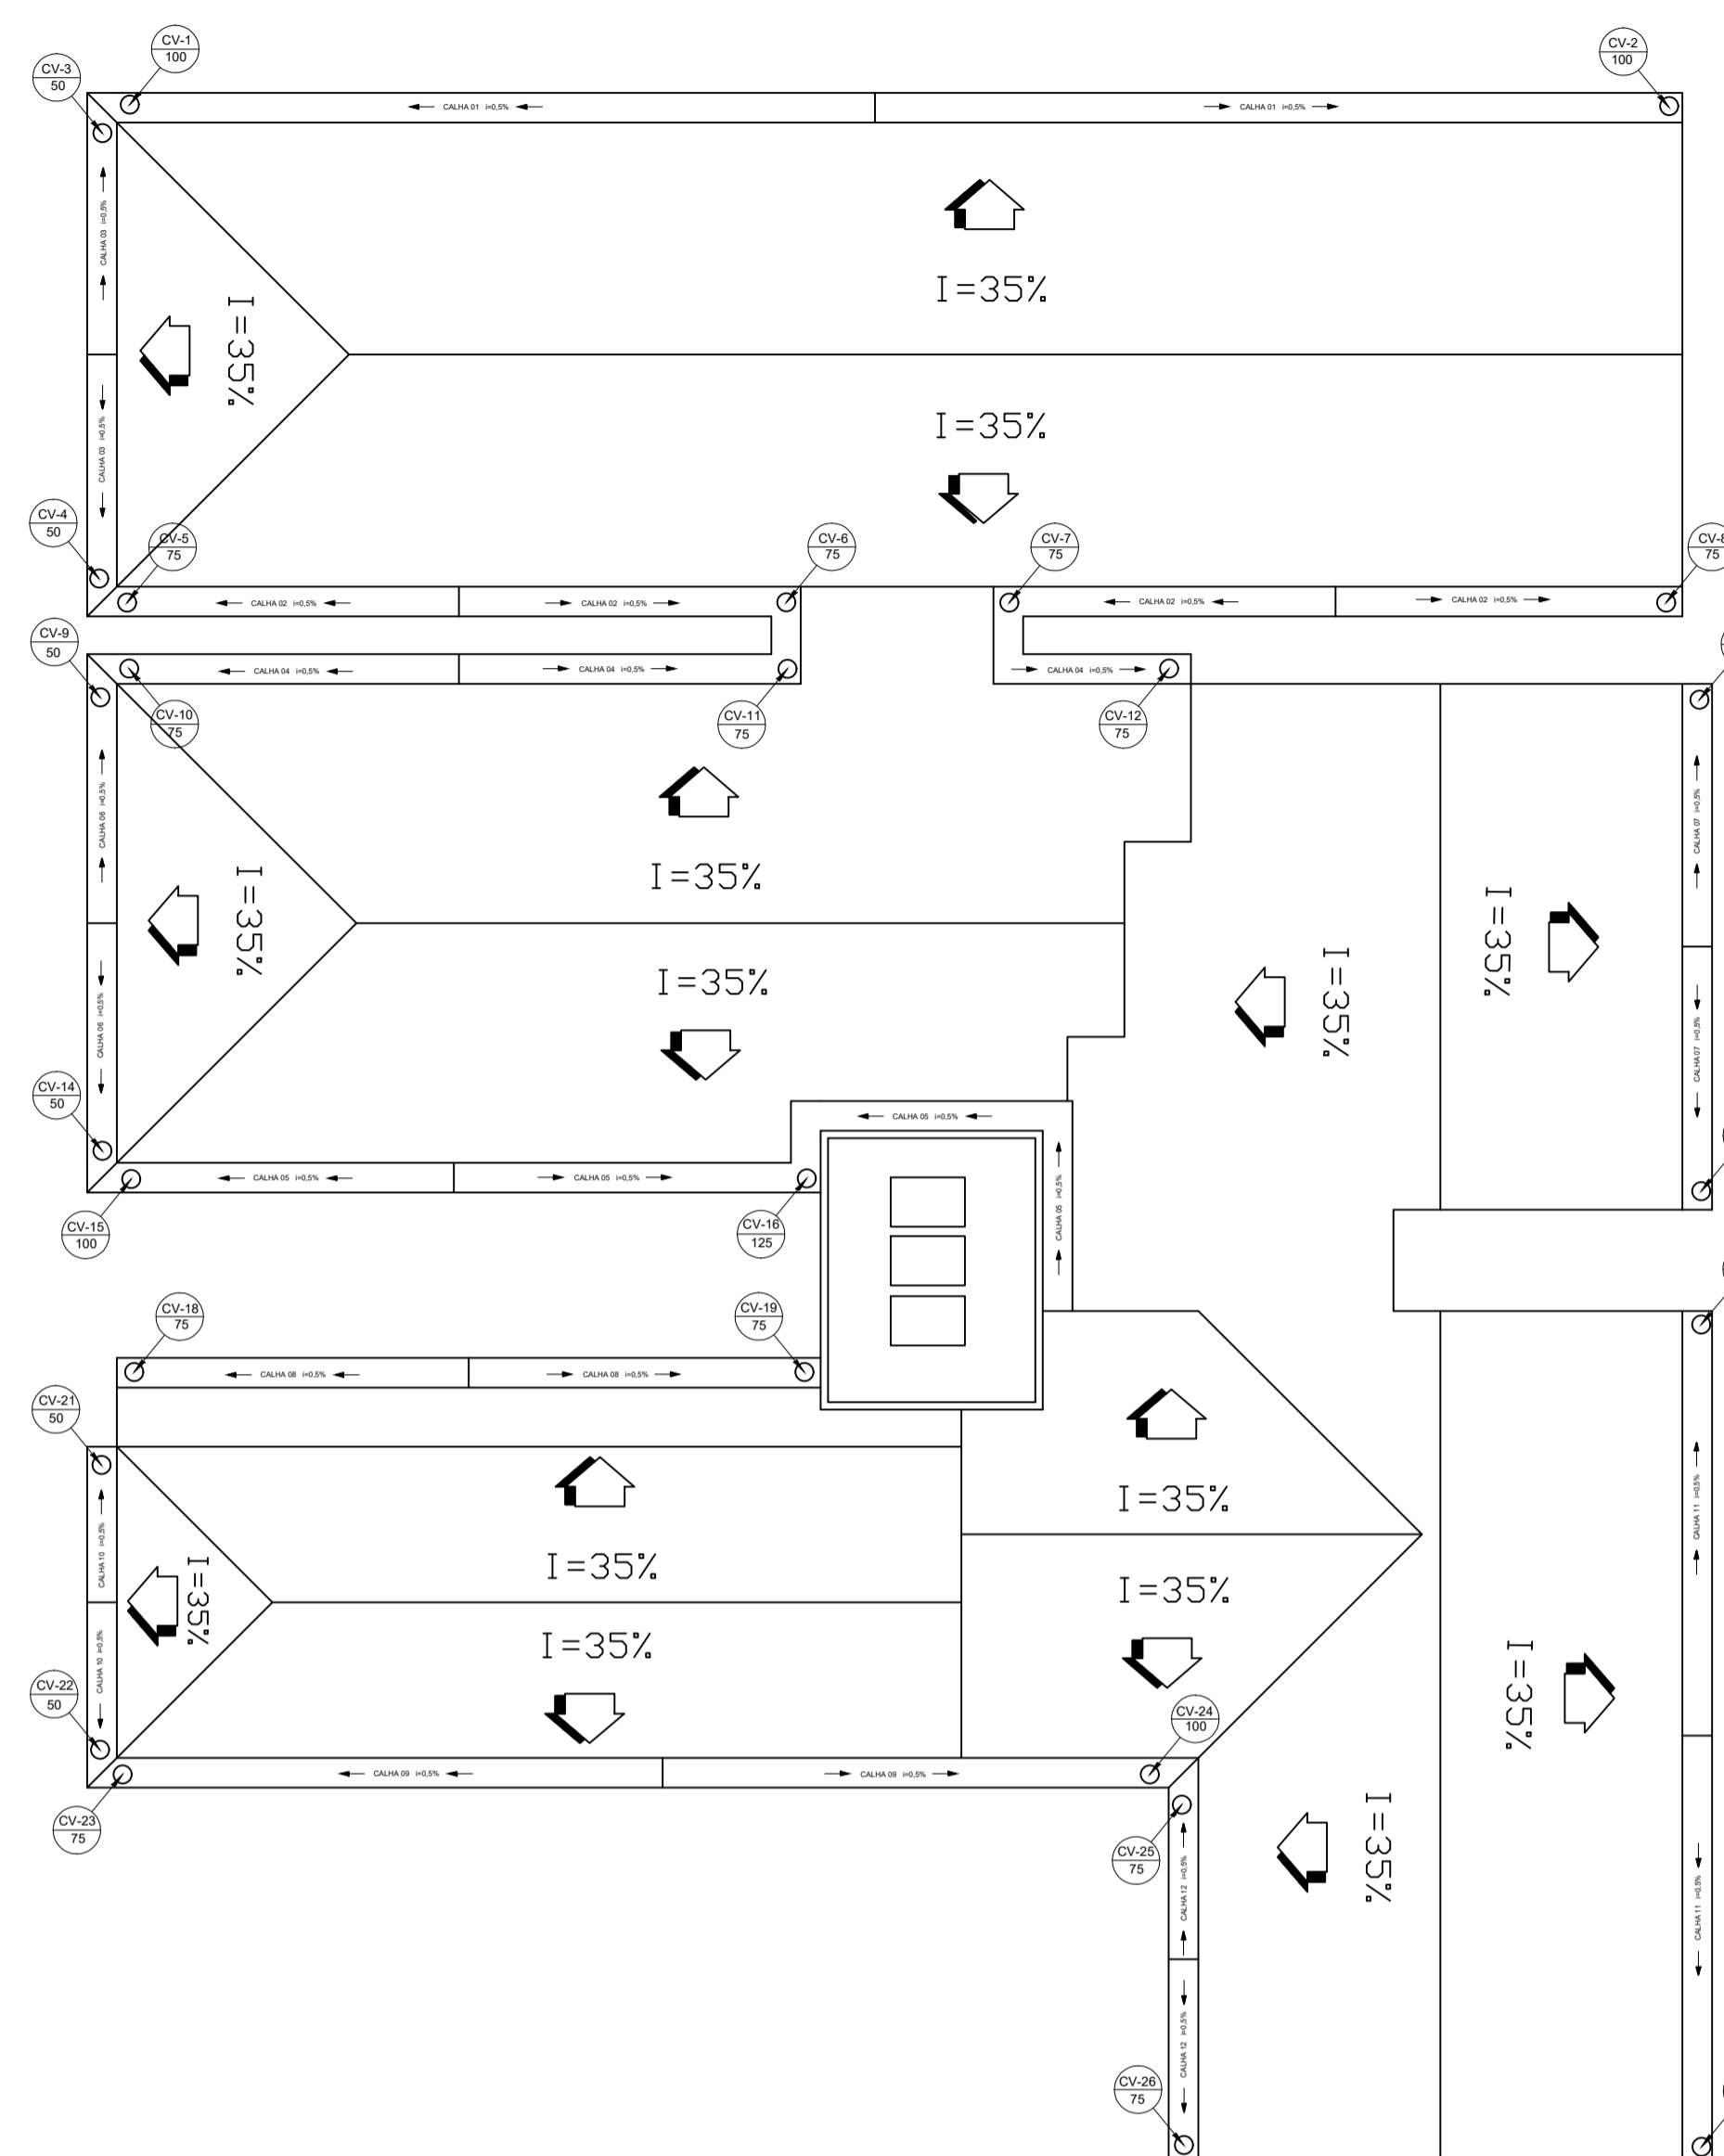 CV-1
100
CV-2
100
CV-3
50
CALHA 01 i=0,5%
CALHA 01 i=0,5%
CALHA 03 i=0,5%
I=35%
I=35%
I=35%
CALHA 03 i=0,5%
CV-4
50
CV-5
75
CV-6
75
CV-7
75
CV-8
75
CALHA 02 i=0,5%
CALHA 02 i=0,5%
CALHA 02 i=0,5%
CALHA 02 i=0,5%
CV-9
50
CALHA 04 i=0,5%
CALHA 04 i=0,5%
CALHA 04 i=0,5%
CV-10
75
CV-11
75
CV-12
75
CALHA 06 i=0,5%
CALHA 07 i=0,5%
I=35%
I=35%
I=35%
I=35%
I=35%
CALHA 06 i=0,5%
CALHA 07 i=0,5%
CV-14
50
CALHA 05 i=0,5%
CALHA 05 i=0,5%
CALHA 05 i=0,5%
CALHA 05 i=0,5%
CV-15
100
CV-16
125
CV-18
75
CV-19
75
CALHA 08 i=0,5%
CALHA 08 i=0,5%
CV-21
50
CALHA 10 i=0,5%
I=35%
I=35%
I=35%
I=35%
I=35%
CALHA 11 i=0,5%
CALHA 10 i=0,5%
I=35%
CV-22
50
CV-24
100
CALHA 09 i=0,5%
CALHA 09 i=0,5%
CV-23
75
CV-25
75
I=35%
CALHA 12 i=0,5%
CALHA 11 i=0,5%
CALHA 12 i=0,5%
CV-26
75